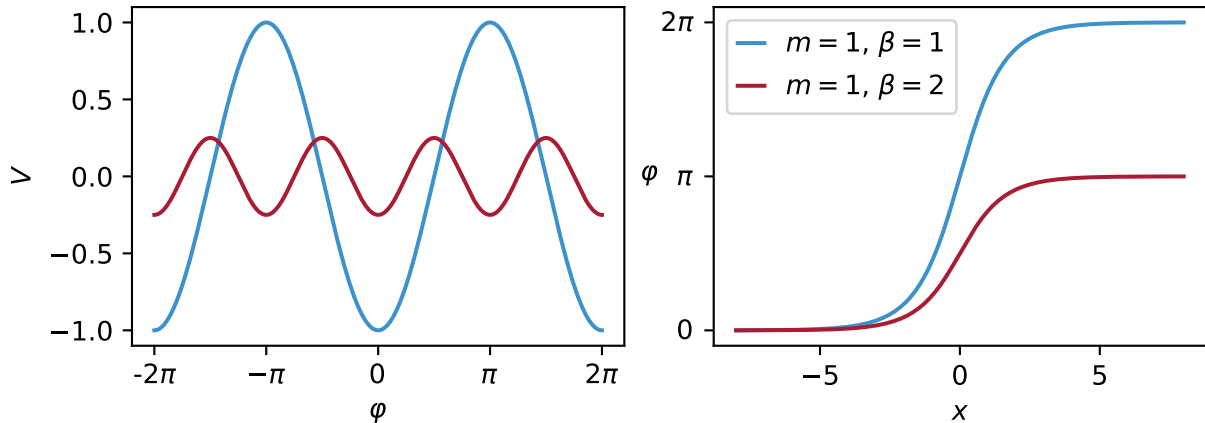 1.0
0.5
0.0
−0.5
−1.0
V
-2π
−π
0
π
2π
φ
2π
π
0
φ
−5
0
5
x
m = 1, β = 1
m = 1, β = 2